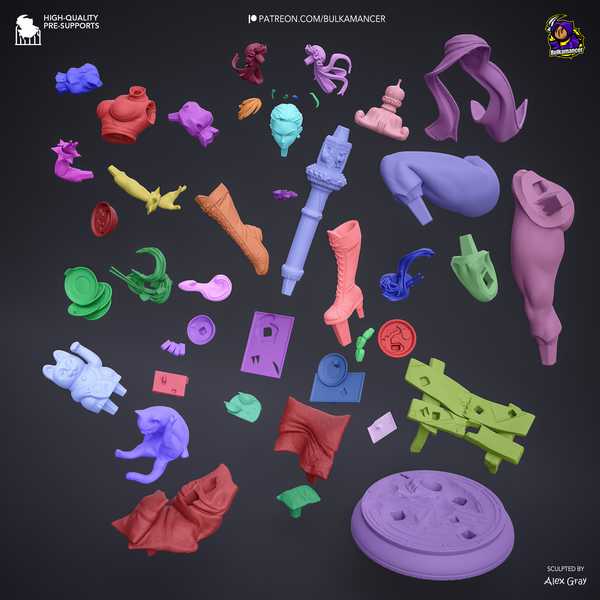 HIGH-QUALITY
PRE-SUPPORTS
PATREON.COM/BULKAMANCER
Bulkamancer
SCULPTED BY
Alex Gray